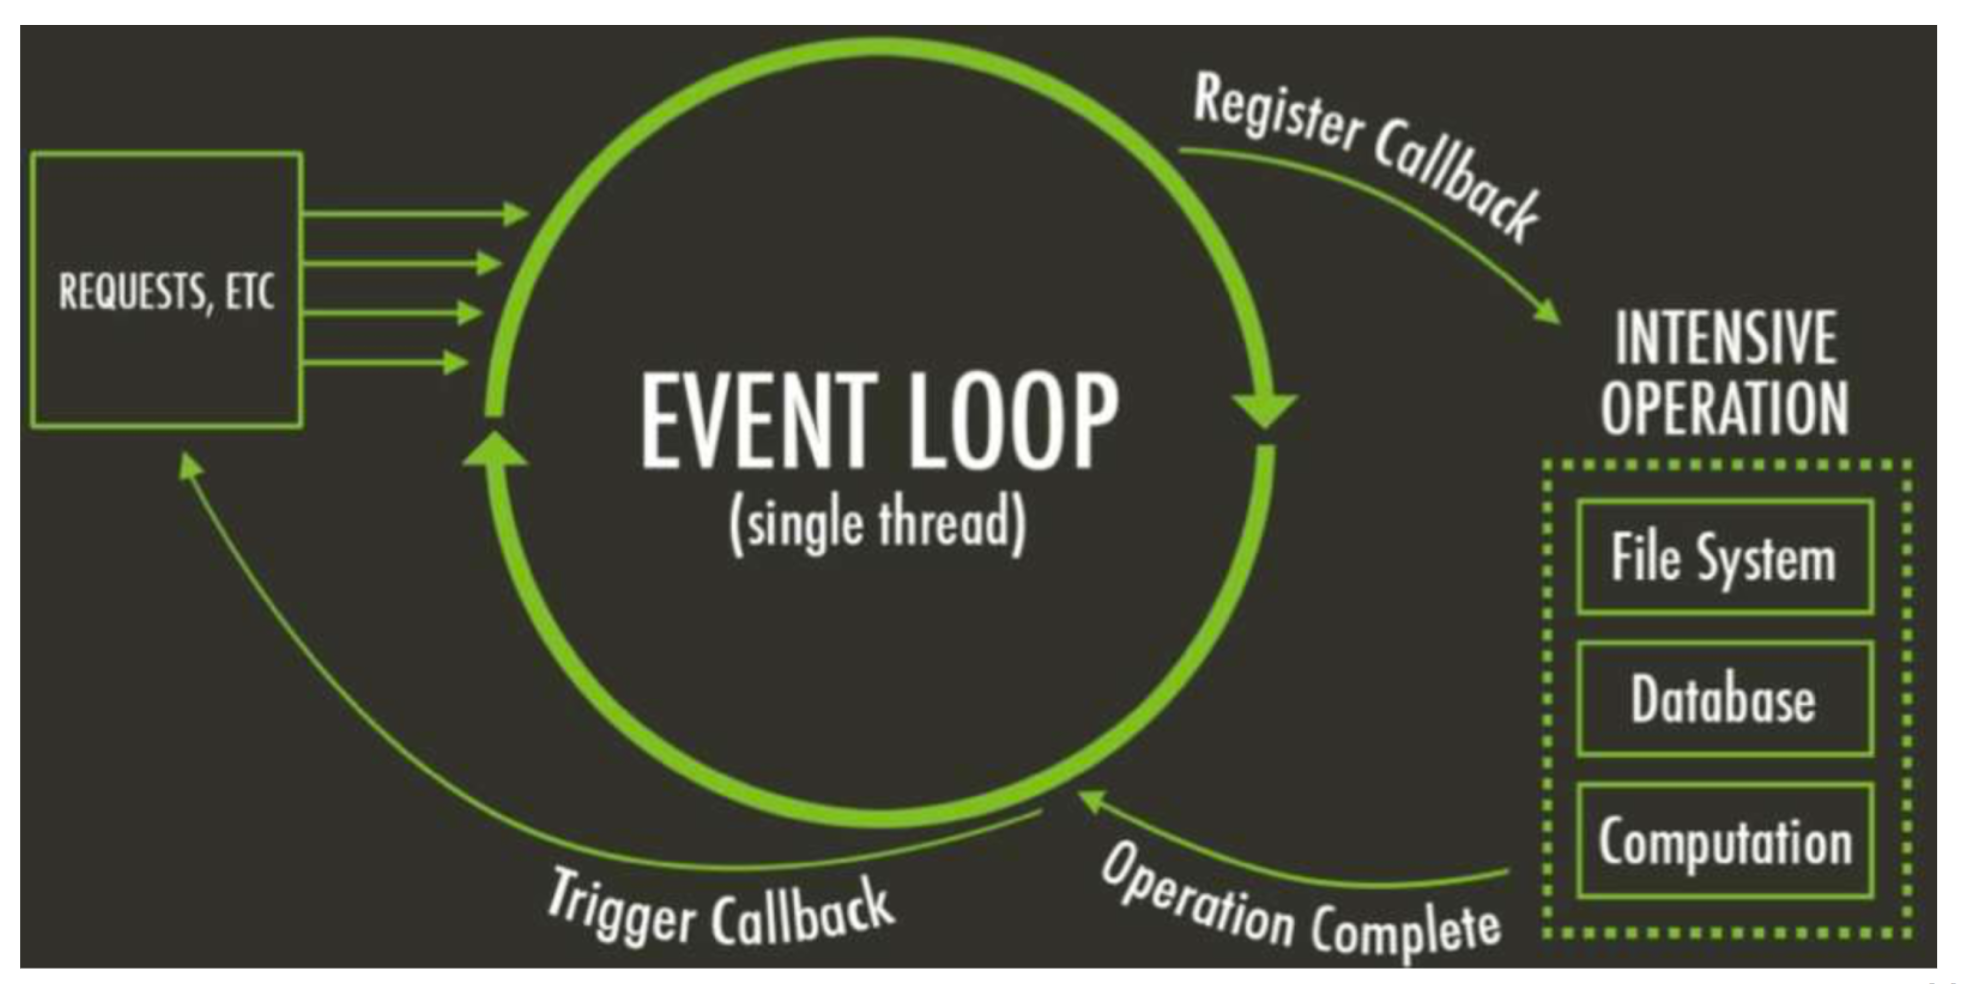 Register Callback
REQUESTS, ETC
EVENT LOOP
(single thread)
INTENSIVE
OPERATION
File System
Database
Computation
Operation Complete
Trigger Callback